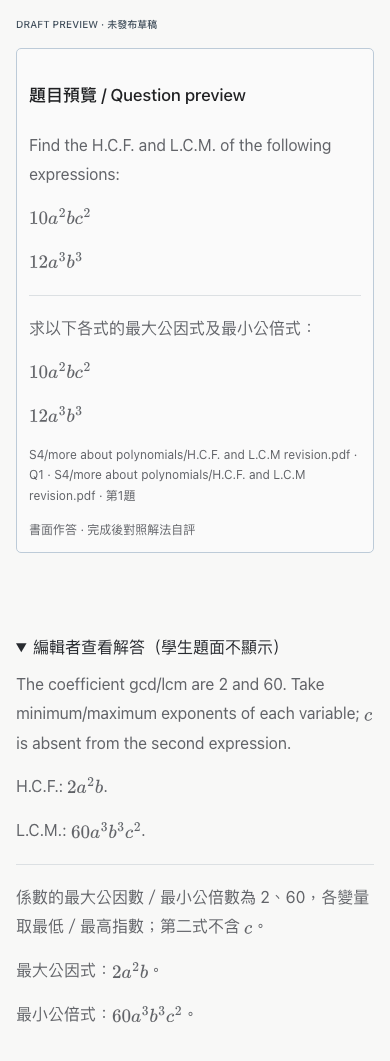 DRAFT PREVIEW · 未發布草稿
題目預覽 / Question preview
Find the H.C.F. and L.C.M. of the following
expressions:
10a²bc²
12a³b³
求以下各式的最大公因式及最小公倍式：
10a²bc²
12a³b³
S4/more about polynomials/H.C.F. and L.C.M revision.pdf ·
Q1 · S4/more about polynomials/H.C.F. and L.C.M
revision.pdf · 第1題
書面作答 · 完成後對照解法自評
▼ 編輯者查看解答（學生題面不顯示）
The coefficient gcd/lcm are 2 and 60. Take
minimum/maximum exponents of each variable; c
is absent from the second expression.
H.C.F.: 2a²b.
L.C.M.: 60a³b³c².
係數的最大公因數 / 最小公倍數為 2、60，各變量
取最低 / 最高指數；第二式不含 c。
最大公因式：2a²b。
最小公倍式：60a³b³c²。